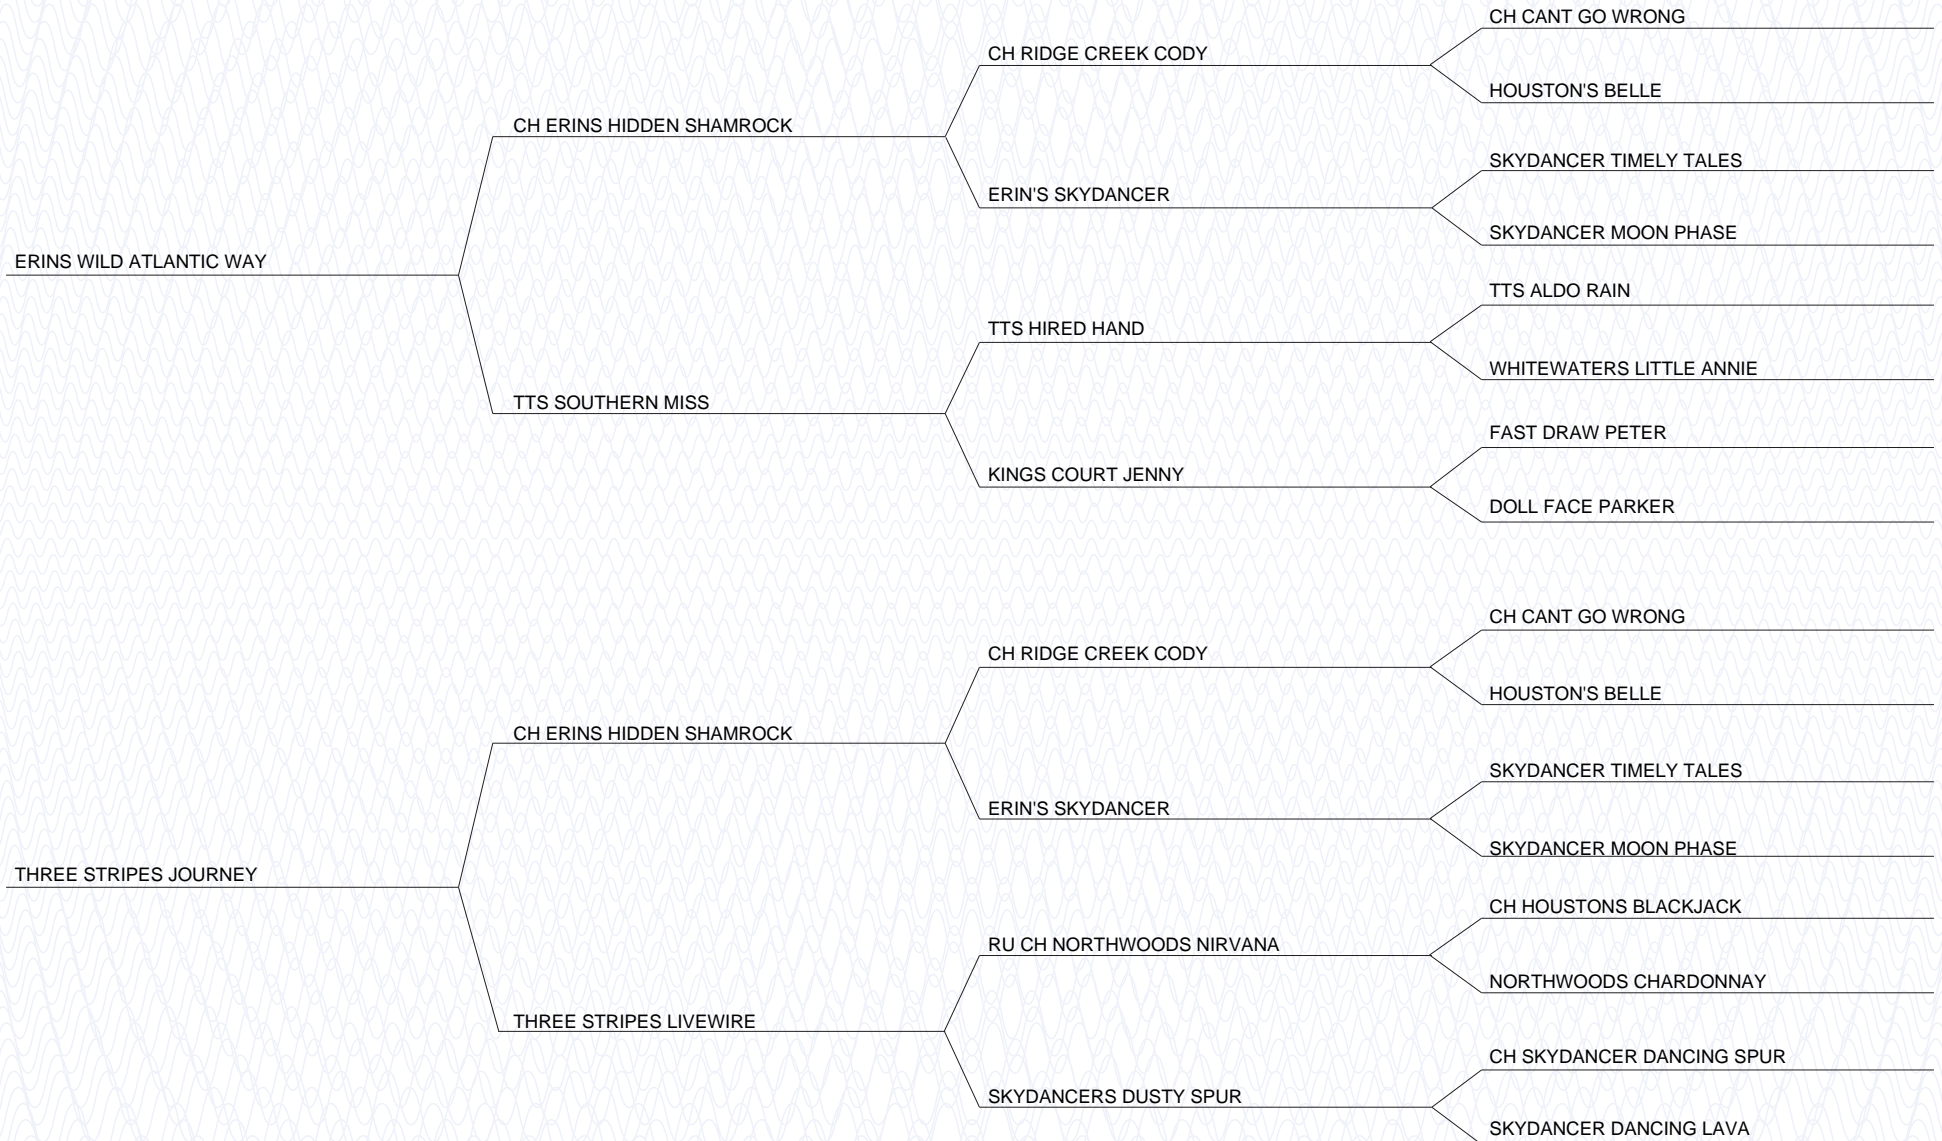 CH CANT GO WRONG
CH RIDGE CREEK CODY
HOUSTON'S BELLE
CH ERINS HIDDEN SHAMROCK
SKYDANCER TIMELY TALES
ERIN'S SKYDANCER
SKYDANCER MOON PHASE
ERINS WILD ATLANTIC WAY
TTS ALDO RAIN
TTS HIRED HAND
WHITEWATERS LITTLE ANNIE
TTS SOUTHERN MISS
FAST DRAW PETER
KINGS COURT JENNY
DOLL FACE PARKER
CH CANT GO WRONG
CH RIDGE CREEK CODY
HOUSTON'S BELLE
CH ERINS HIDDEN SHAMROCK
SKYDANCER TIMELY TALES
ERIN'S SKYDANCER
SKYDANCER MOON PHASE
THREE STRIPES JOURNEY
CH HOUSTONS BLACKJACK
RU CH NORTHWOODS NIRVANA
NORTHWOODS CHARDONNAY
THREE STRIPES LIVEWIRE
CH SKYDANCER DANCING SPUR
SKYDANCERS DUSTY SPUR
SKYDANCER DANCING LAVA